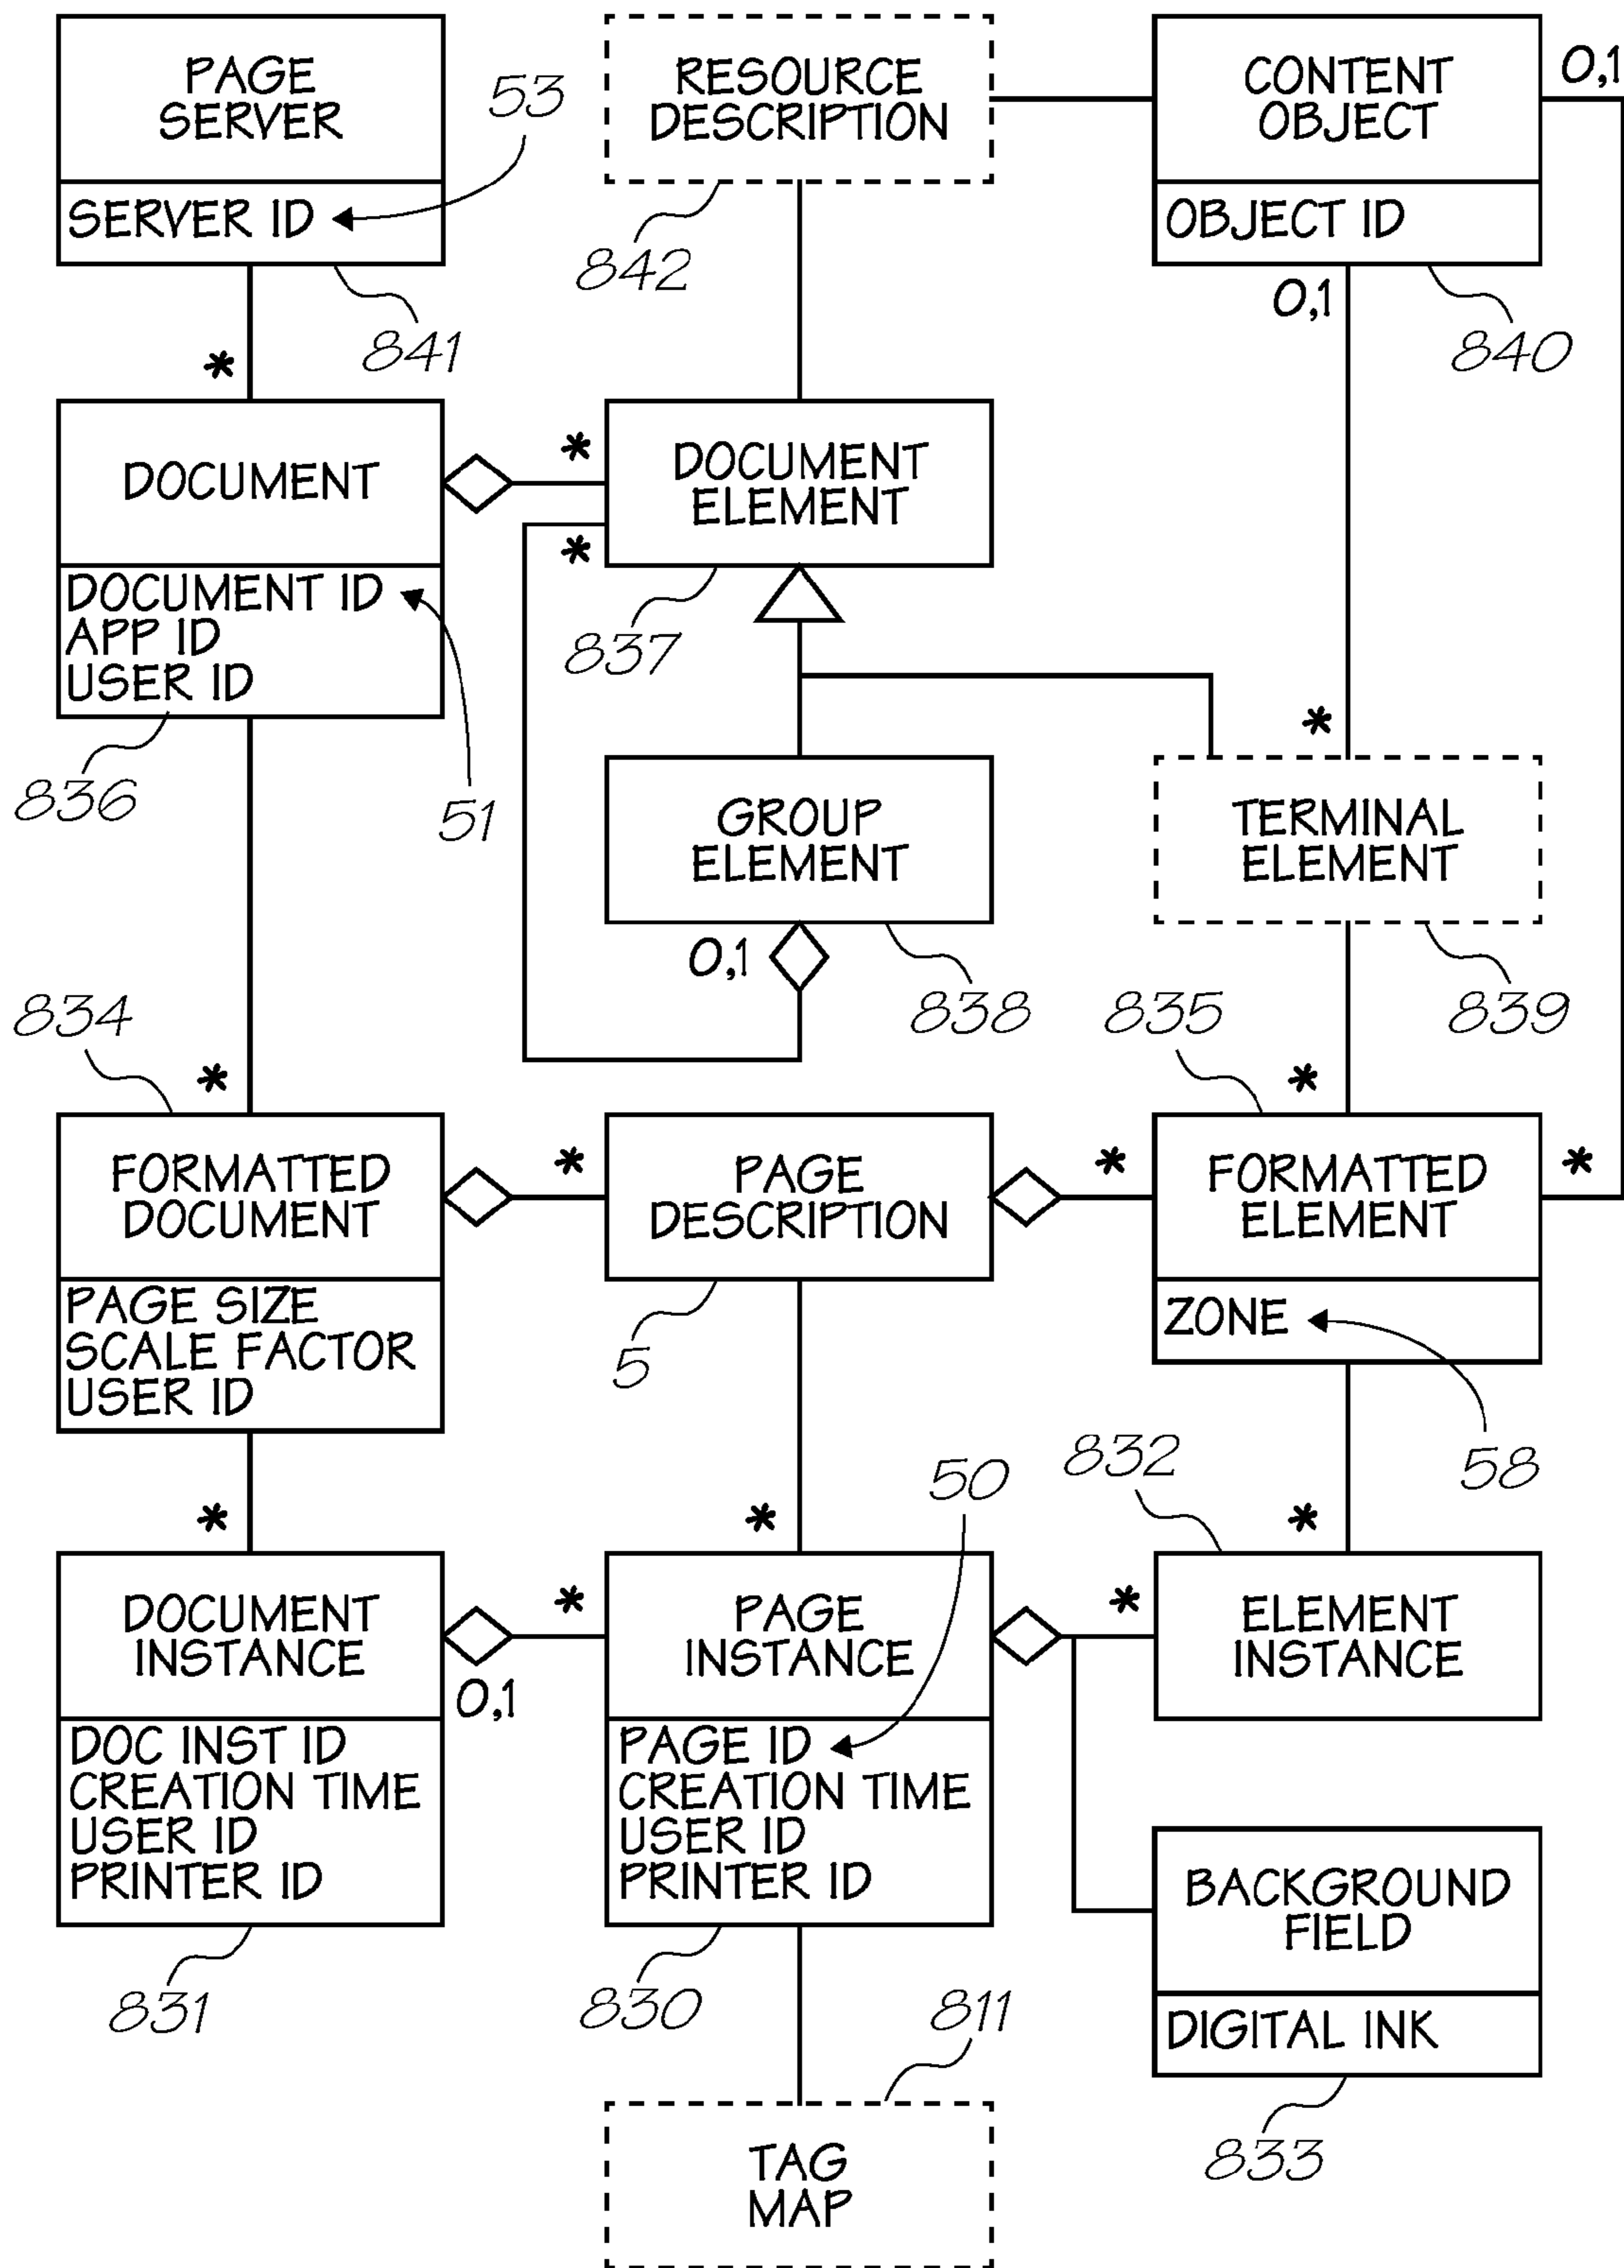 PAGE
SERVER
SERVER ID
53
841
RESOURCE
DESCRIPTION
842
CONTENT
OBJECT
OBJECT ID
0,1
0,1
840
*
DOCUMENT
DOCUMENT ID
APP ID
USER ID
836
51
*
*
DOCUMENT
ELEMENT
837
GROUP
ELEMENT
0,1
838
*
TERMINAL
ELEMENT
839
834
*
FORMATTED
DOCUMENT
PAGE SIZE
SCALE FACTOR
USER ID
*
PAGE
DESCRIPTION
5
835
*
*
FORMATTED
ELEMENT
*
ZONE
58
*
DOCUMENT
INSTANCE
0,1
DOC INST ID
CREATION TIME
USER ID
PRINTER ID
831
*
*
50
PAGE
INSTANCE
PAGE ID
CREATION TIME
USER ID
PRINTER ID
830
832
*
*
ELEMENT
INSTANCE
BACKGROUND
FIELD
DIGITAL INK
833
811
TAG
MAP